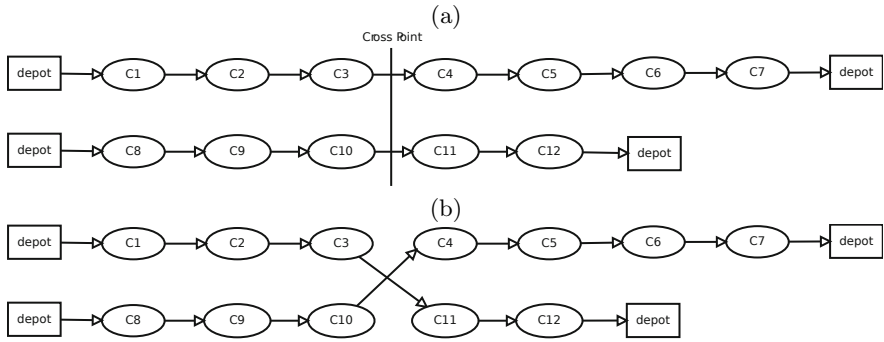 (a)
Cross Point
depot C1 C2 C3 C4 C5 C6 C7 depot
depot C8 C9 C10 C11 C12 depot
(b)
depot C1 C2 C3 C4 C5 C6 C7 depot
depot C8 C9 C10 C11 C12 depot